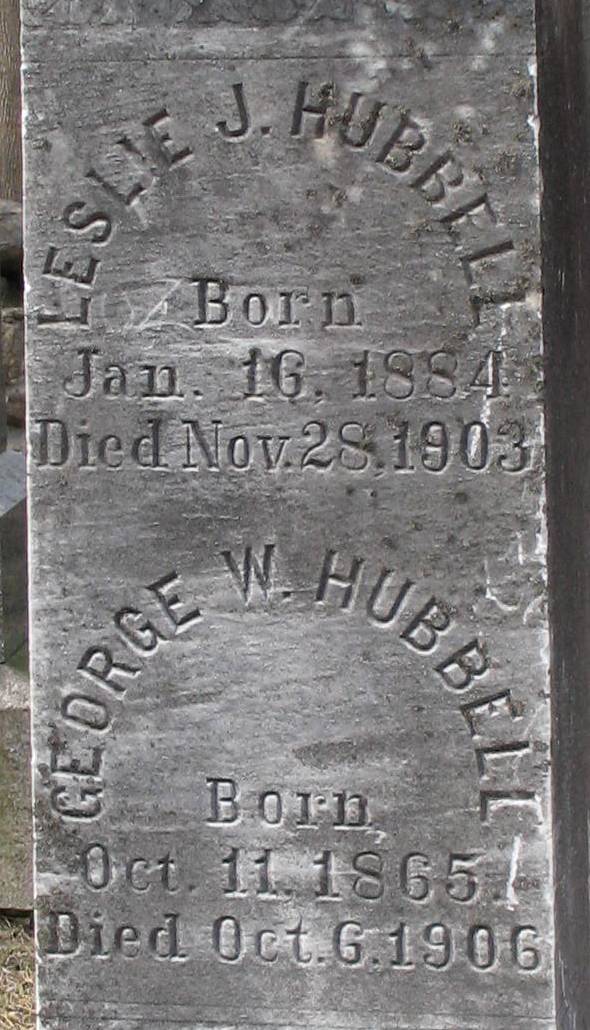 LESLIE J. HUBBELL
Born
Jan. 16, 1884
Died Nov. 28, 1903
GEORGE W. HUBBELL
Born
Oct. 11, 1865
Died Oct. 6, 1906